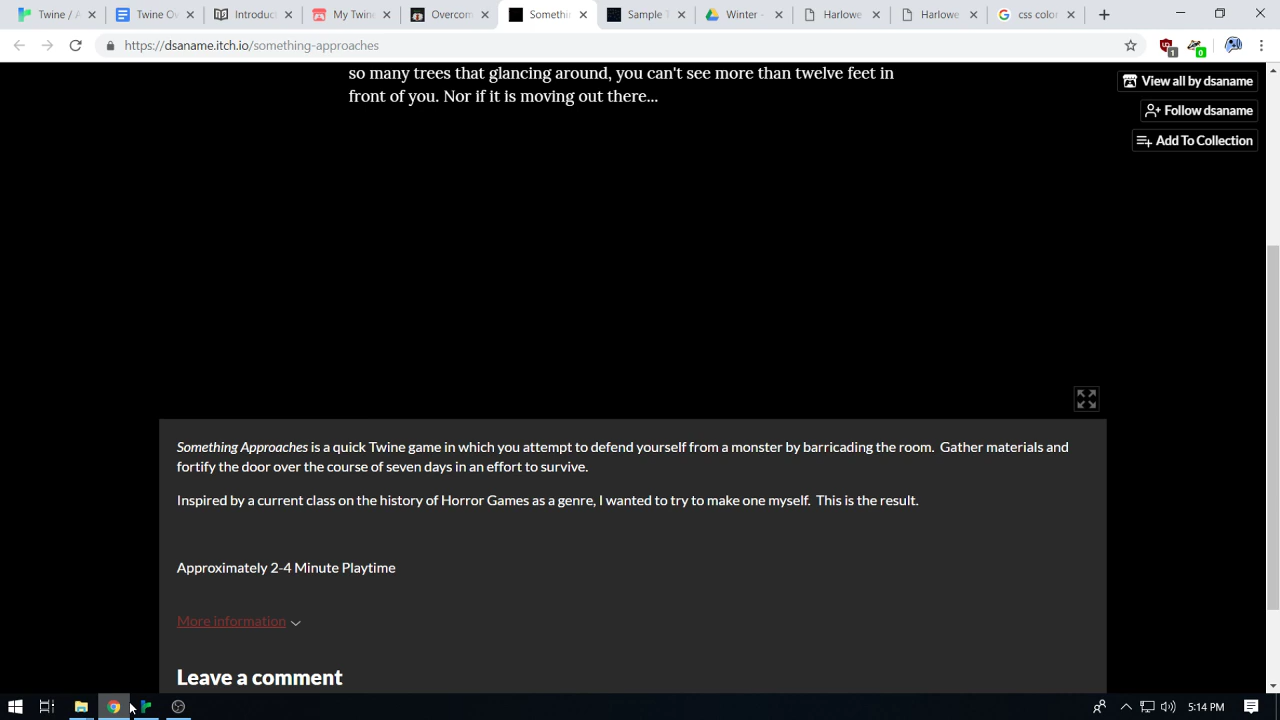 Twine / A
Twine Ov
Introduct
My Twine
Overcom
Somethin
Sample T
Winter -
Harlowe
Harlowe
css color
https://dsaname.itch.io/something-approaches
1
0
so many trees that glancing around, you can't see more than twelve feet in
front of you. Nor if it is moving out there...
View all by dsaname
Follow dsaname
Add To Collection
Something Approaches is a quick Twine game in which you attempt to defend yourself from a monster by barricading the room. Gather materials and
fortify the door over the course of seven days in an effort to survive.
Inspired by a current class on the history of Horror Games as a genre, I wanted to try to make one myself. This is the result.
Approximately 2-4 Minute Playtime
More information
Leave a comment
5:14 PM